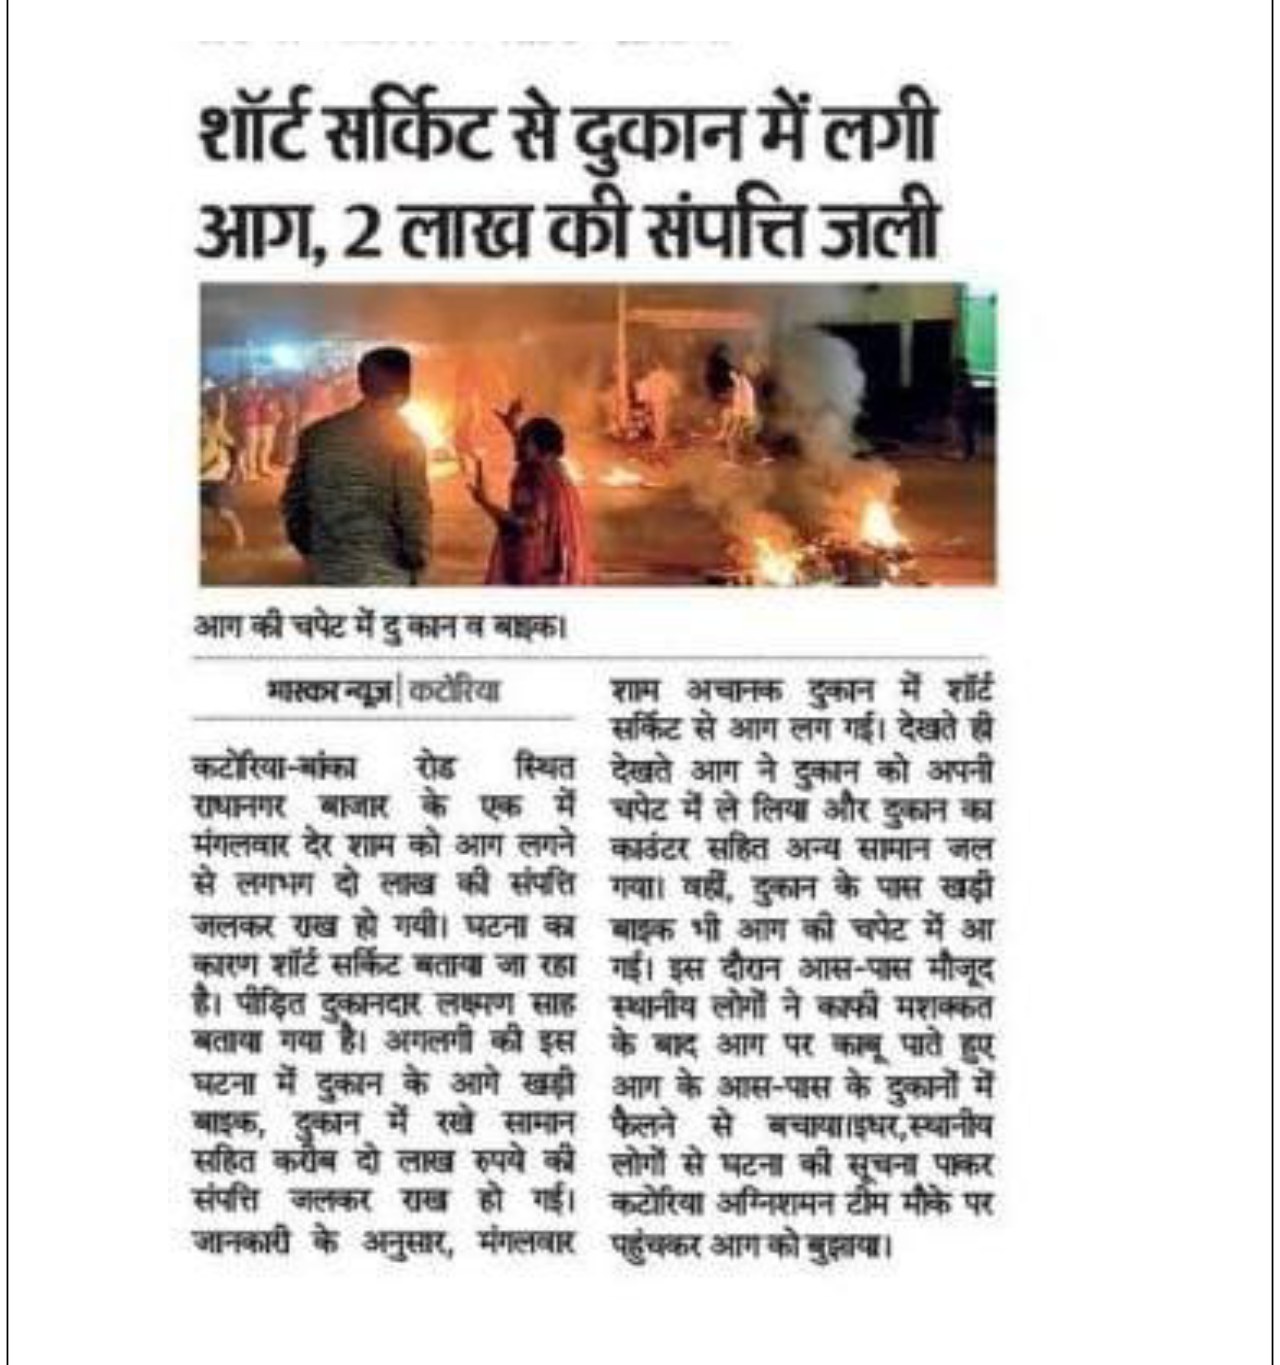 शॉर्ट सर्किट से दुकान में लगी
आग, 2 लाख की संपत्ति जली
आग की चपेट में दु कान व बाइक।
भास्कर न्यूज | कटोरिया
कटोरिया-बांका रोड स्थित
राधानगर बाजार के एक में
मंगलवार देर शाम को आग लगने
से लगभग दो लाख की संपत्ति
जलकर राख हो गयी। घटना का
कारण शॉर्ट सर्किट बताया जा रहा
है। पीड़ित दुकानदार लक्ष्मण साह
बताया गया है। अगलगी की इस
घटना में दुकान के आगे खड़ी
बाइक, दुकान में रखे सामान
सहित करीब दो लाख रुपये की
संपत्ति जलकर राख हो गई।
जानकारी के अनुसार, मंगलवार
शाम अचानक दुकान में शॉर्ट
सर्किट से आग लग गई। देखते ही
देखते आग ने दुकान को अपनी
चपेट में ले लिया और दुकान का
काउंटर सहित अन्य सामान जल
गया। वहीं, दुकान के पास खड़ी
बाइक भी आग की चपेट में आ
गई। इस दौरान आस-पास मौजूद
स्थानीय लोगों ने काफी मशक्कत
के बाद आग पर काबू पाते हुए
आग के आस-पास के दुकानों में
फैलने से बचाया।इधर,स्थानीय
लोगों से घटना की सूचना पाकर
कटोरिया अग्निशमन टीम मौके पर
पहुंचकर आग को बुझाया।